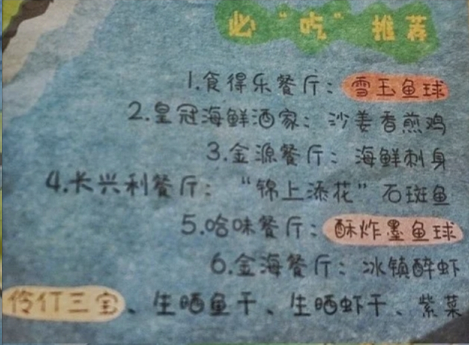 必“吃”推荐
1.食得乐餐厅：雪玉鱼球
2.皇冠海鲜酒家：沙姜香煎鸡
3.金源餐厅：海鲜刺身
4.长兴利餐厅：“锦上添花”石斑鱼
5.哈味餐厅：酥炸墨鱼球
6.金海餐厅：冰镇醉虾
伶仃三宝、生晒鱼干、生晒虾干、紫菜